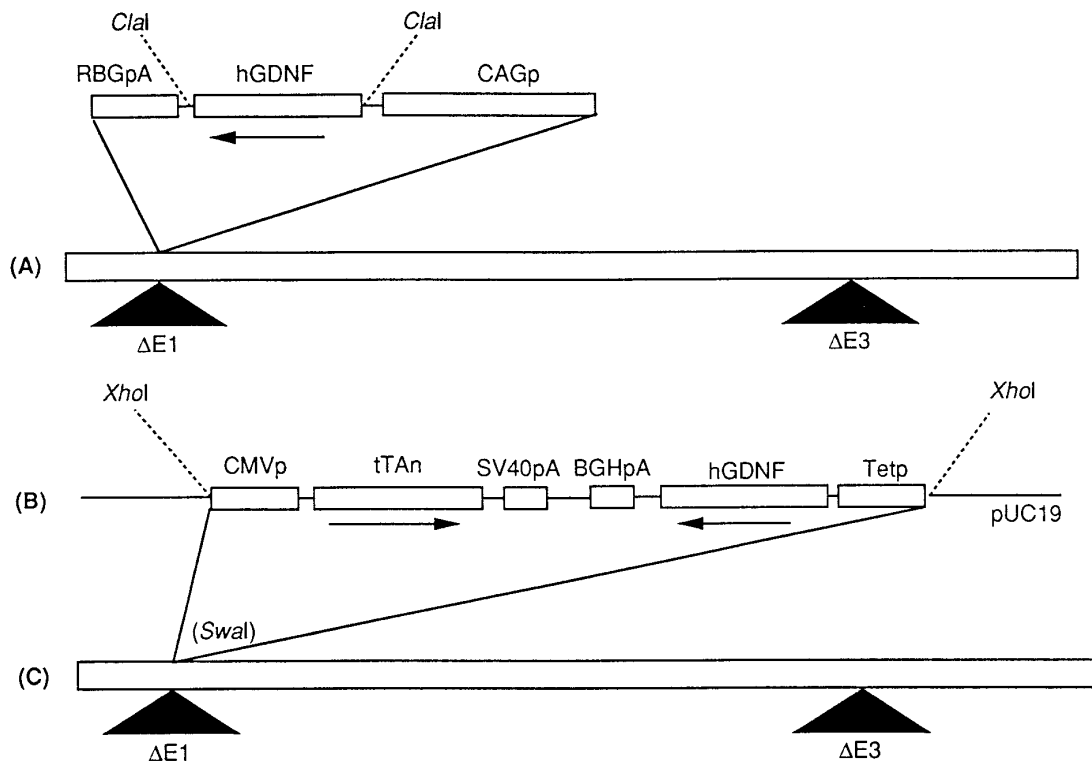 ClaI ClaI
RBGpA hGDNF CAGp
(A)
ΔE1 ΔE3
XhoI XhoI
CMVp tTAn SV40pA BGHpA hGDNF Tetp
(B) pUC19
(SwaI)
(C)
ΔE1 ΔE3